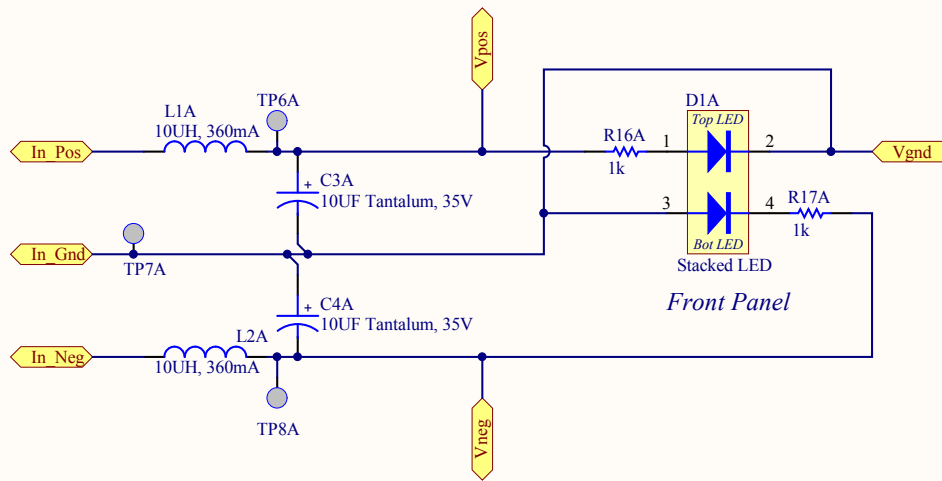 Vpos
D1A
TP6A
L1A
10UH, 360mA
Top LED
R16A
1
2
In_Pos
Vgnd
1k
C3A
+
10UF Tantalum, 35V
3
4
R17A
1k
In_Gnd
TP7A
Bot LED
Stacked LED
Front Panel
C4A
+
10UF Tantalum, 35V
L2A
In_Neg
10UH, 360mA
TP8A
Vneg